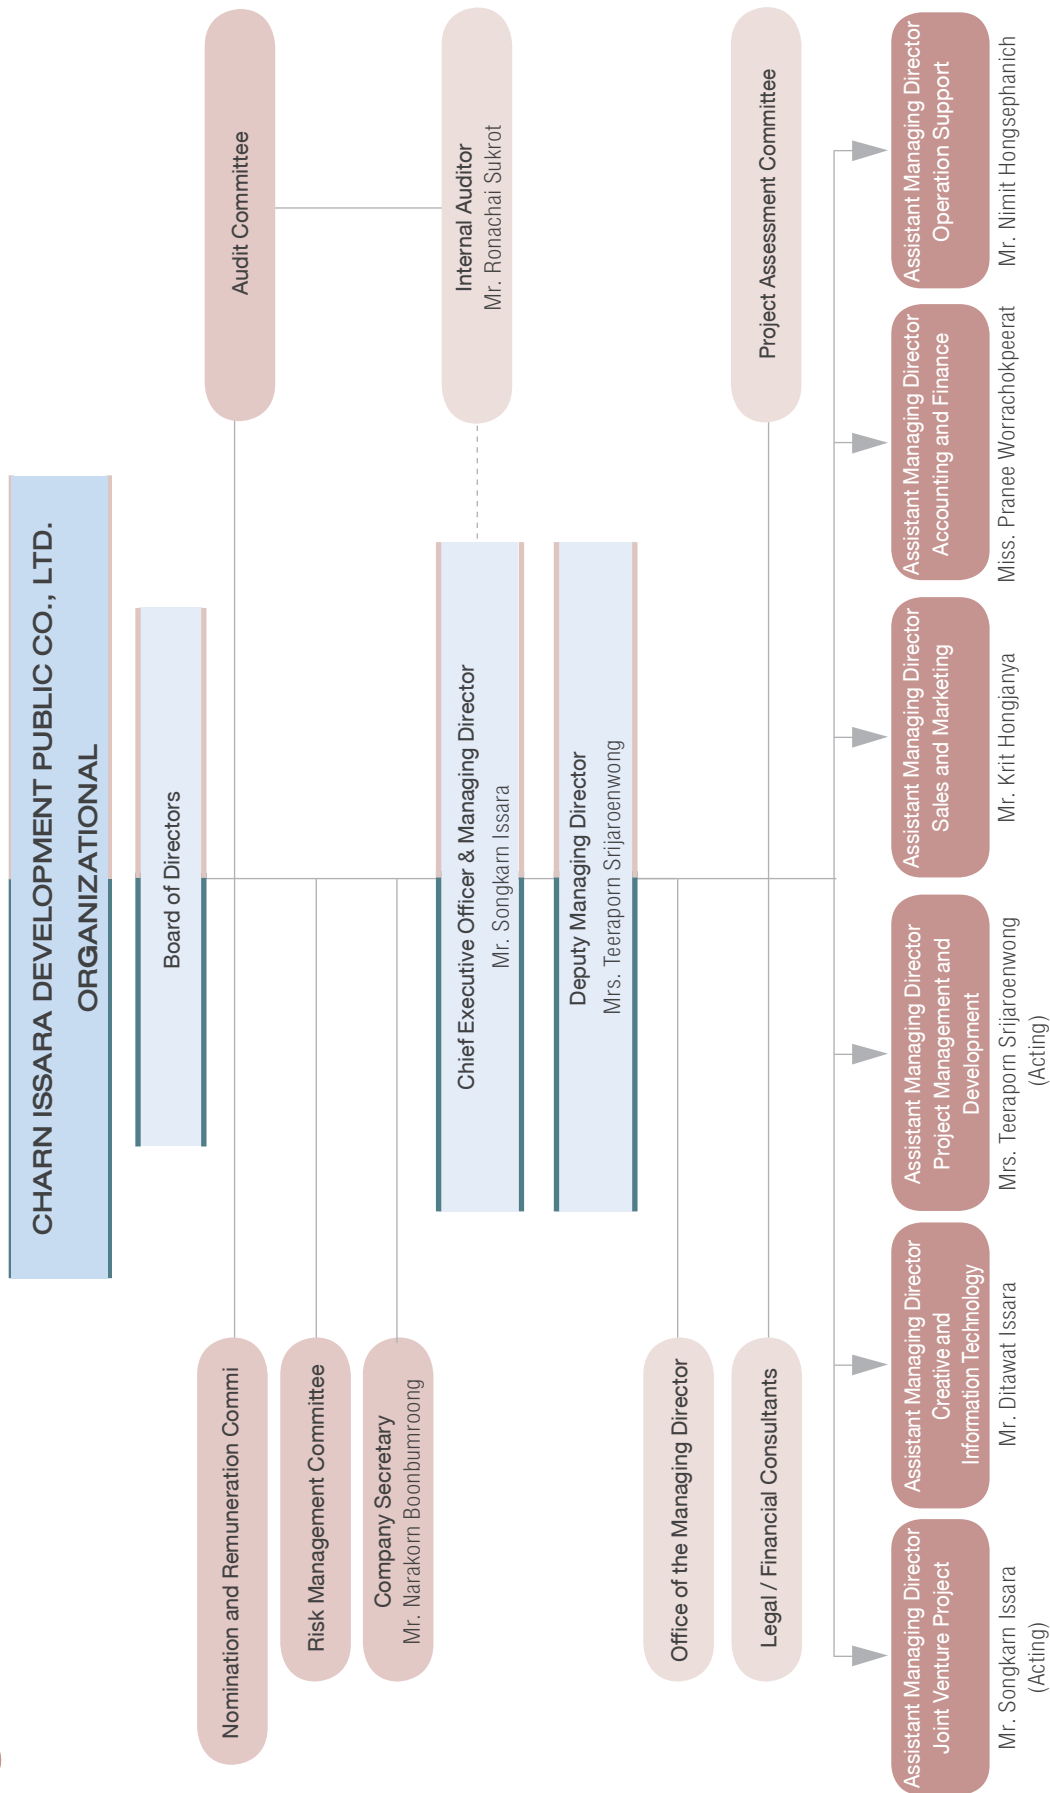 CHARN ISSARA DEVELOPMENT PUBLIC CO., LTD.
ORGANIZATIONAL
Board of Directors
Nomination and Remuneration Commi
Audit Committee
Risk Management Committee
Company Secretary
Mr. Narakorn Boonbumroong
Chief Executive Officer & Managing Director
Mr. Songkarn Issara
Internal Auditor
Mr. Ronachai Sukrot
Deputy Managing Director
Mrs. Teeraporn Srijaroenwong
Office of the Managing Director
Legal / Financial Consultants
Project Assessment Committee
Assistant Managing Director
Joint Venture Project
Mr. Songkarn Issara
(Acting)
Assistant Managing Director
Creative and
Information Technology
Mr. Ditawat Issara
Assistant Managing Director
Project Management and
Development
Mrs. Teeraporn Srijaroenwong
(Acting)
Assistant Managing Director
Sales and Marketing
Mr. Krit Hongjanya
Assistant Managing Director
Accounting and Finance
Miss. Pranee Worrachokpeerat
Assistant Managing Director
Operation Support
Mr. Nimit Hongsephanich